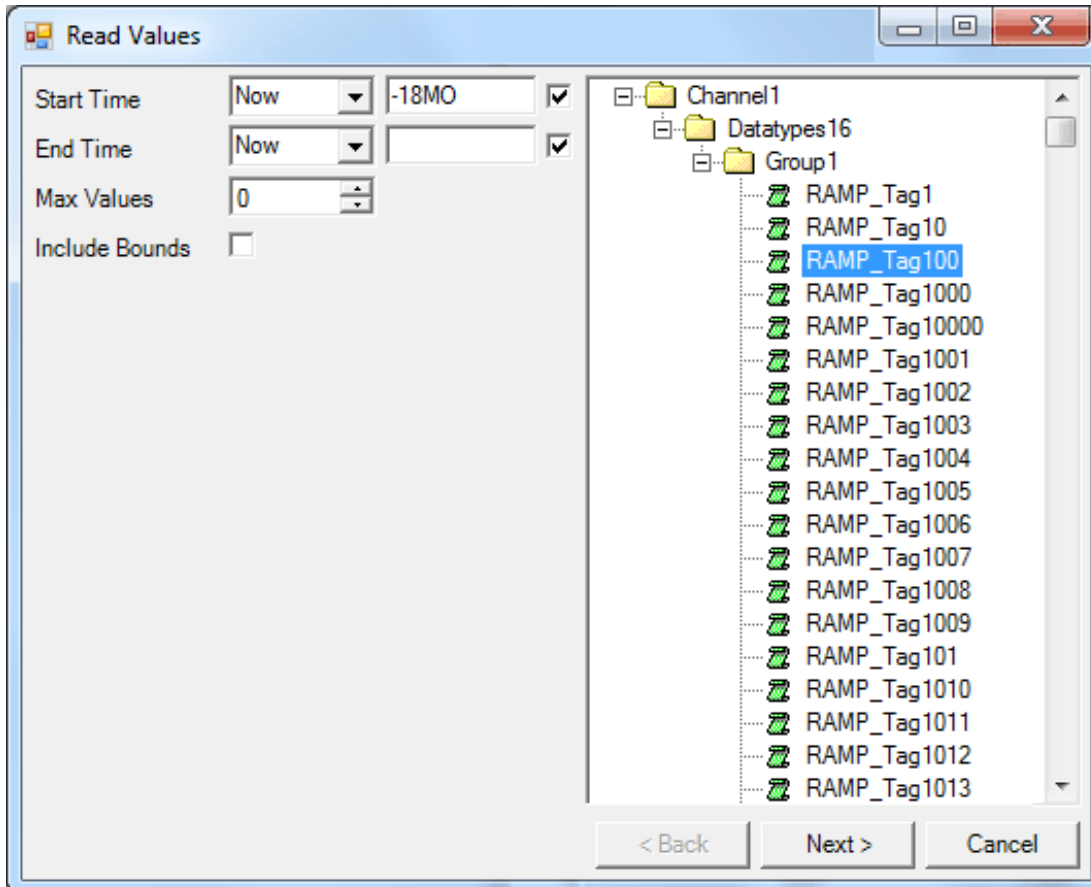 Read Values
Start Time Now -18MO
End Time Now
Max Values 0
Include Bounds
Channel1
Datatypes16
Group1
RAMP_Tag1
RAMP_Tag10
RAMP_Tag100
RAMP_Tag1000
RAMP_Tag10000
RAMP_Tag1001
RAMP_Tag1002
RAMP_Tag1003
RAMP_Tag1004
RAMP_Tag1005
RAMP_Tag1006
RAMP_Tag1007
RAMP_Tag1008
RAMP_Tag1009
RAMP_Tag101
RAMP_Tag1010
RAMP_Tag1011
RAMP_Tag1012
RAMP_Tag1013
< Back Next > Cancel